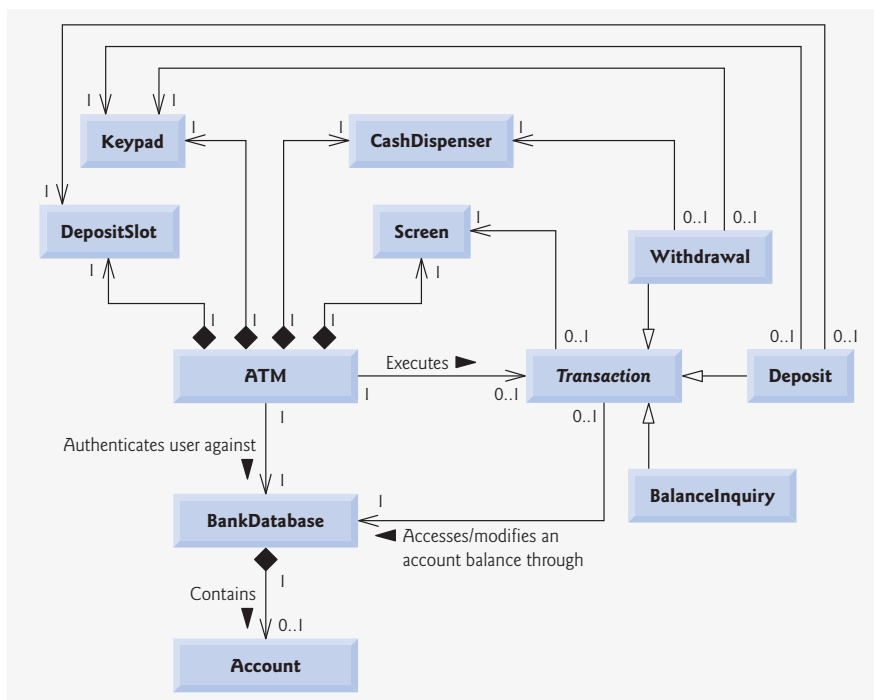 1
1
1
1
1
Keypad
CashDispenser
1
DepositSlot
1
1
Screen
1
0..1
0..1
Withdrawal
1
1
1
1
1
0..1
0..1
0..1
ATM
Executes
1
0..1
Transaction
Deposit
1
0..1
Authenticates user against
1
BankDatabase
1
BalanceInquiry
Accesses/modifies an
account balance through
1
Contains
0..1
Account